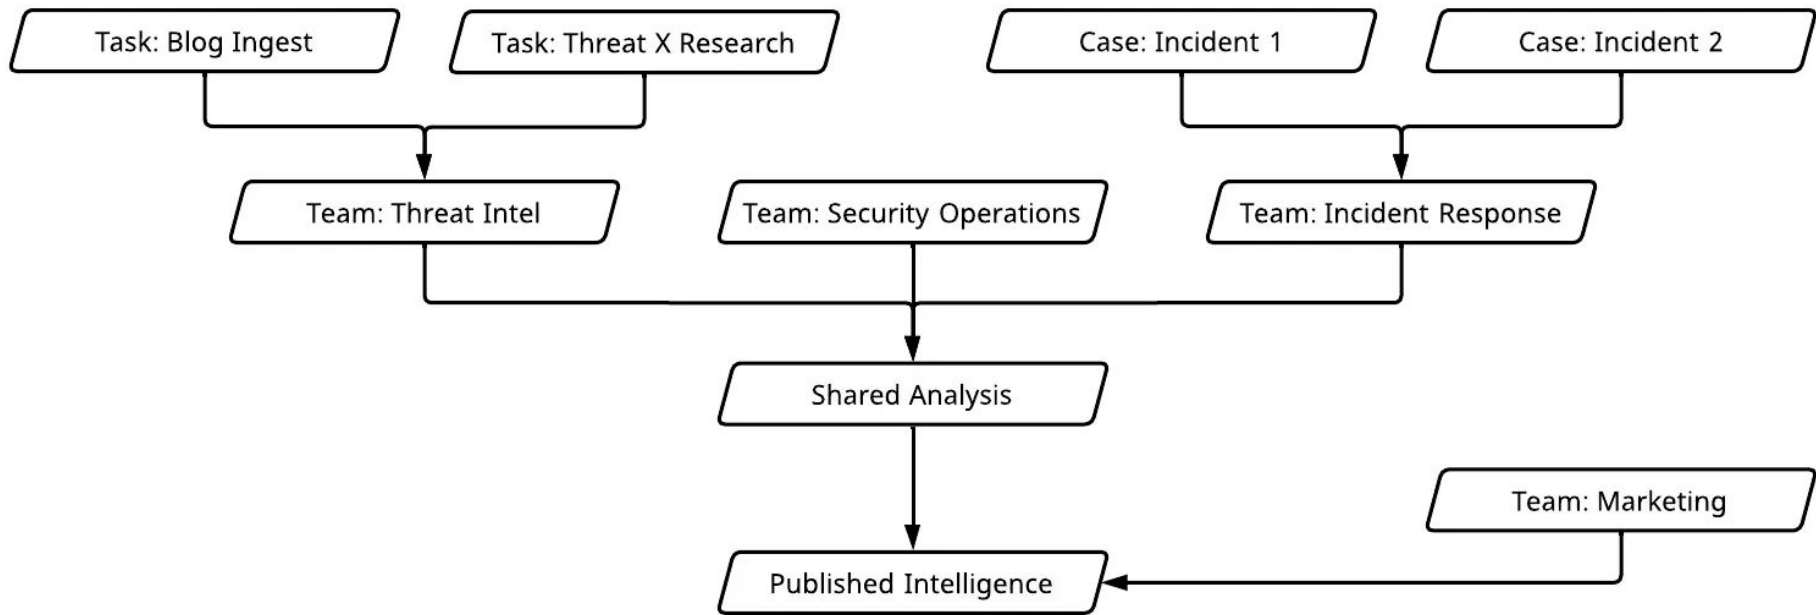 Task: Blog Ingest
Task: Threat X Research
Case: Incident 1
Case: Incident 2
Team: Threat Intel
Team: Security Operations
Team: Incident Response
Shared Analysis
Team: Marketing
Published Intelligence